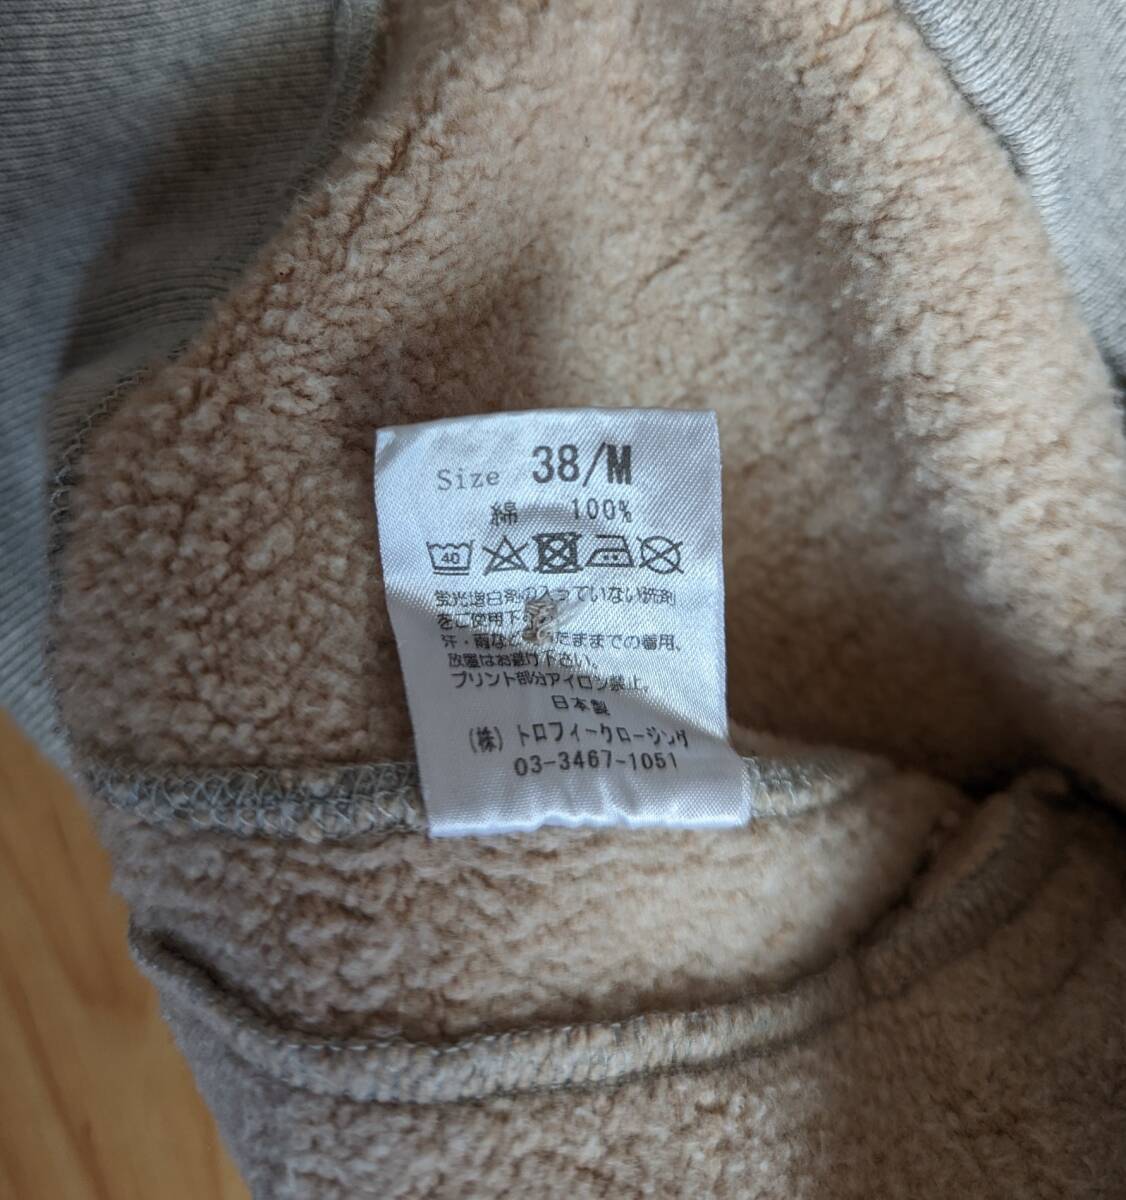 Size 38/M
綿 100%
40
蛍光増白剤の入っていない洗剤
をご使用下
汗・雨など たままでの着用、
放置はお避け下さい。
プリント部分アイロン禁止。
日本製
(株)トロフィークロージング
03-3467-1051